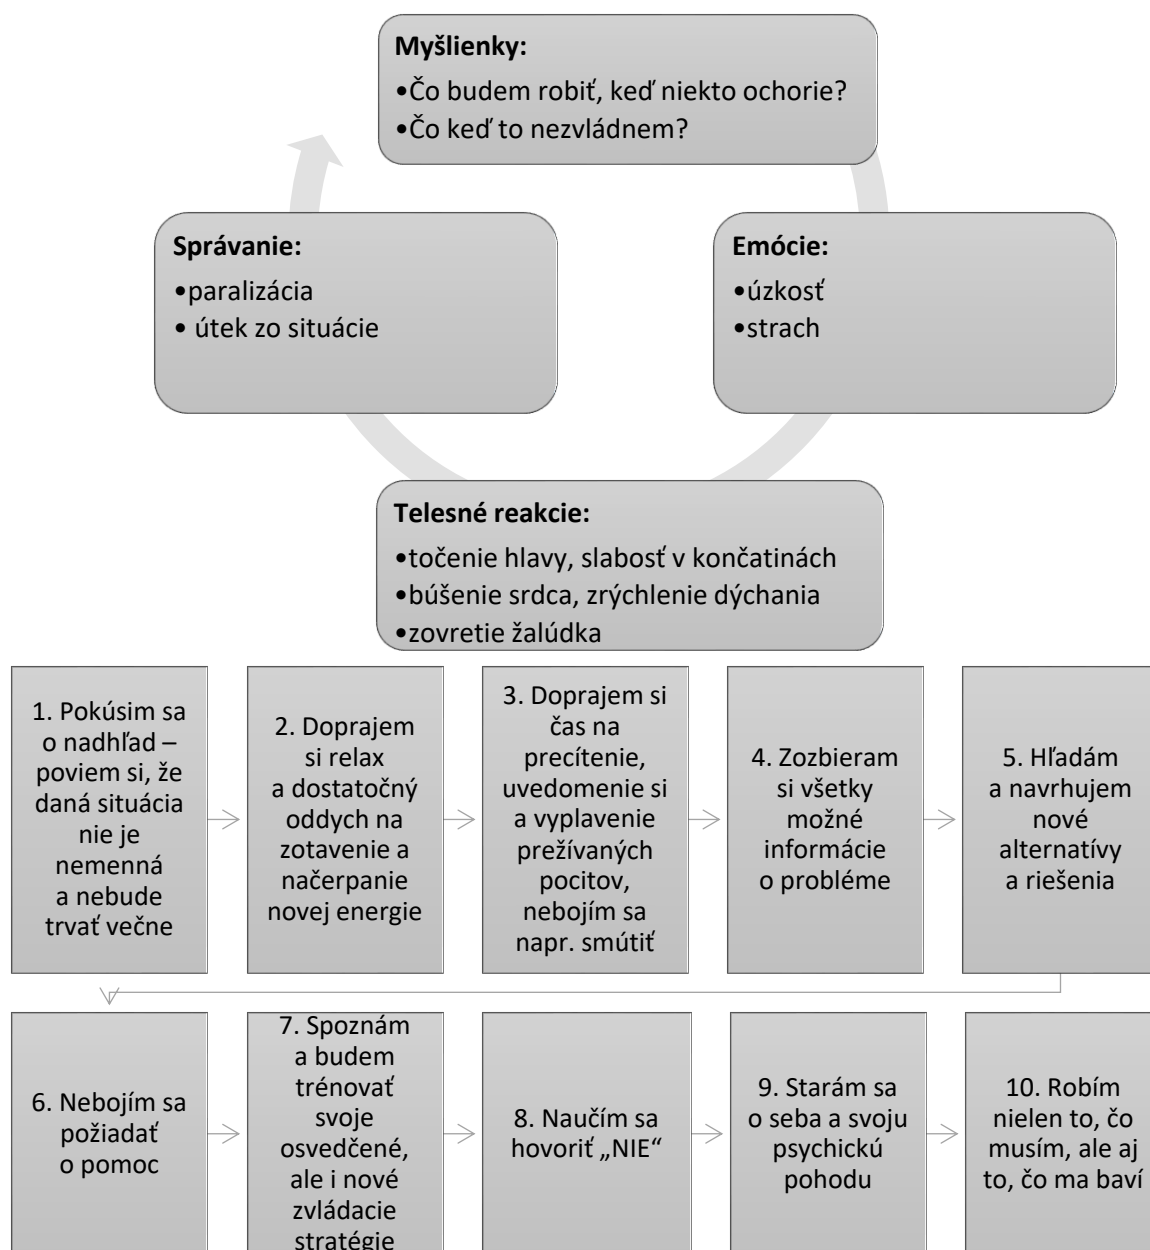 Myšlienky:
•Čo budem robiť, keď niekto ochorie?
•Čo keď to nezvládnem?
Správanie:
•paralizácia
• útek zo situácie
Emócie:
•úzkosť
•strach
Telesné reakcie:
•točenie hlavy, slabosť v končatinách
•búšenie srdca, zrýchlenie dýchania
•zovretie žalúdka
1. Pokúsim sa
o nadhľad –
poviem si, že
daná situácia
nie je
nemenná
a nebude
trvať večne
2. Doprajem
si relax
a dostatočný
oddych na
zotavenie a
načerpanie
novej energie
3. Doprajem si
čas na
precítenie,
uvedomenie si
a vyplavenie
prežívaných
pocitov,
nebojím sa
napr. smútiť
4. Zozbieram
si všetky
možné
informácie
o probléme
5. Hľadám
a navrhujem
nové
alternatívy
a riešenia
6. Nebojím sa
požiadať
o pomoc
7. Spoznám
a budem
trénovať
svoje
osvedčené,
ale i nové
zvládacie
stratégie
8. Naučím sa
hovoriť „NIE“
9. Starám sa
o seba a svoju
psychickú
pohodu
10. Robím
nielen to, čo
musím, ale aj
to, čo ma baví